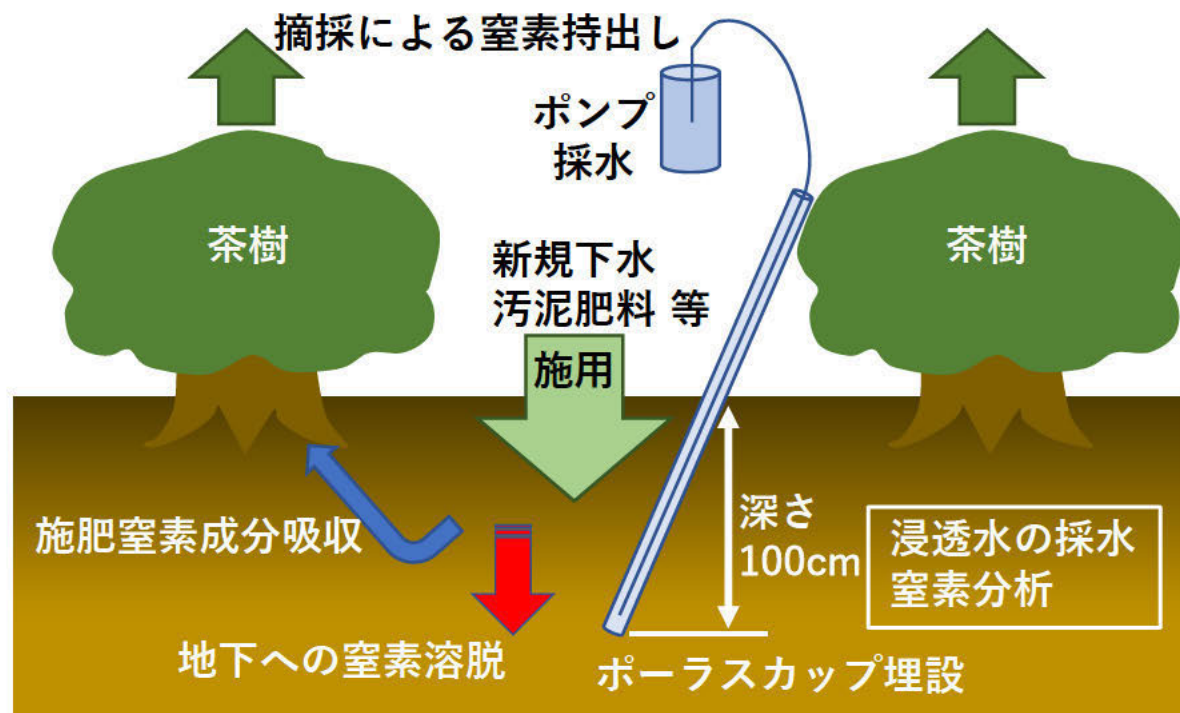 摘採による窒素持出し
ポンプ
採水
茶樹
茶樹
新規下水
汚泥肥料 等
施用
施肥窒素成分吸収
深さ
100cm
浸透水の採水
窒素分析
地下への窒素溶脱
ポーラスカップ埋設